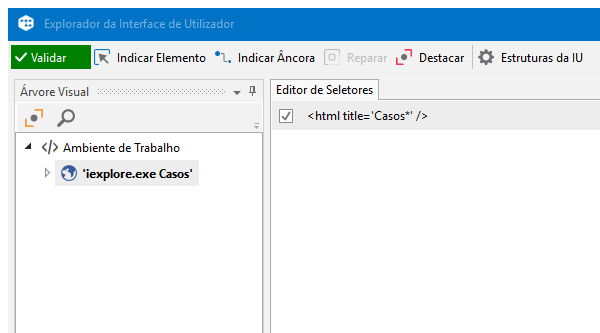 Explorador da Interface de Utilizador
Validar Indicar Elemento Indicar Âncora Reparar Destacar Estruturas da IU
Árvore Visual
Editor de Seletores
<html title='Casos*' />
</> Ambiente de Trabalho
'iexplore.exe Casos'